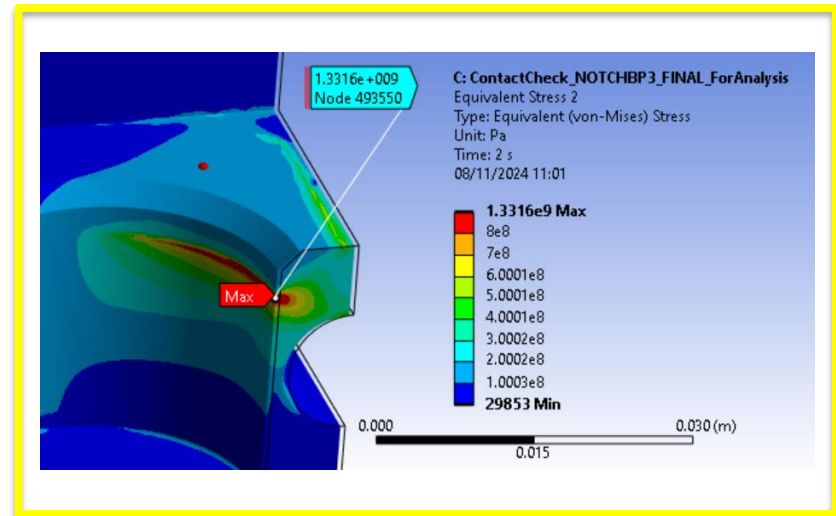 1.3316e+009
Node 493550
C: ContactCheck_NOTCHBP3_FINAL_ForAnalysis
Equivalent Stress 2
Type: Equivalent (von-Mises) Stress
Unit: Pa
Time: 2 s
08/11/2024 11:01
1.3316e9 Max
8e8
7e8
6.0001e8
5.0001e8
4.0001e8
3.0002e8
2.0002e8
1.0003e8
29853 Min
Max
0.000
0.030 (m)
0.015